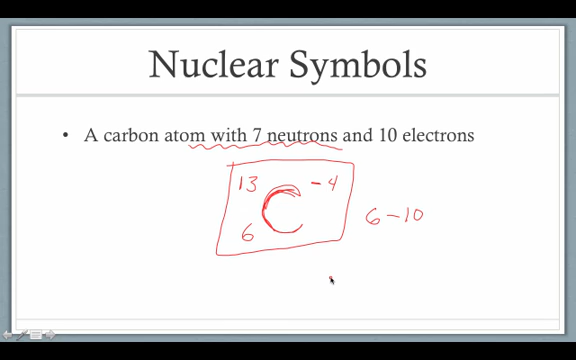 Nuclear Symbols
• A carbon atom with 7 neutrons and 10 electrons
13 -4
C
6
6-10